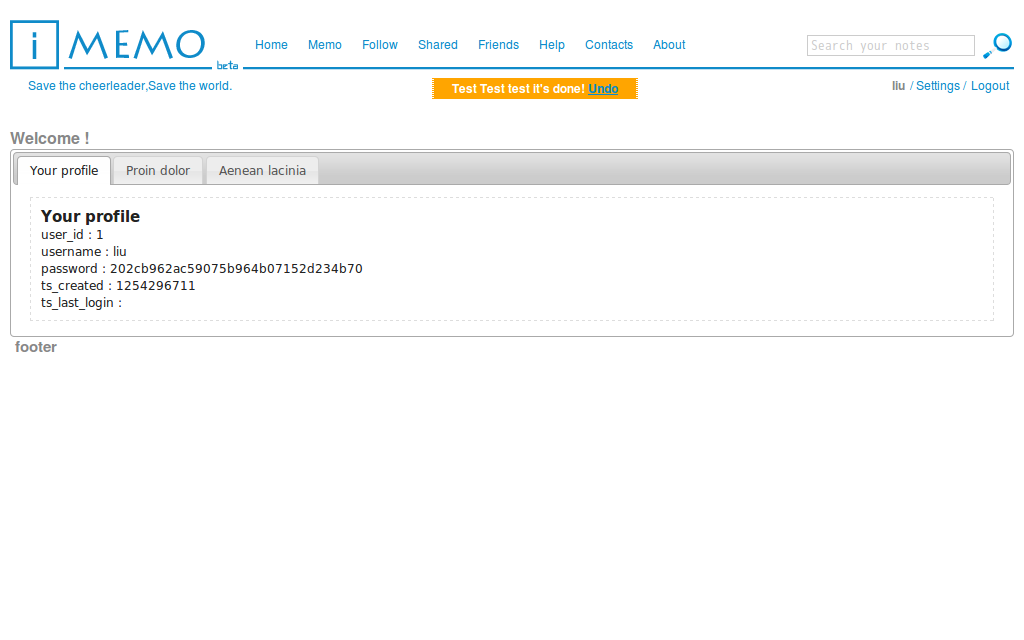 i MEMO beta
Home Memo Follow Shared Friends Help Contacts About
Search your notes
Save the cheerleader,Save the world.
Test Test test it's done! Undo
liu / Settings / Logout
Welcome !
Your profile Proin dolor Aenean lacinia
Your profile
user_id : 1
username : liu
password : 202cb962ac59075b964b07152d234b70
ts_created : 1254296711
ts_last_login :
footer